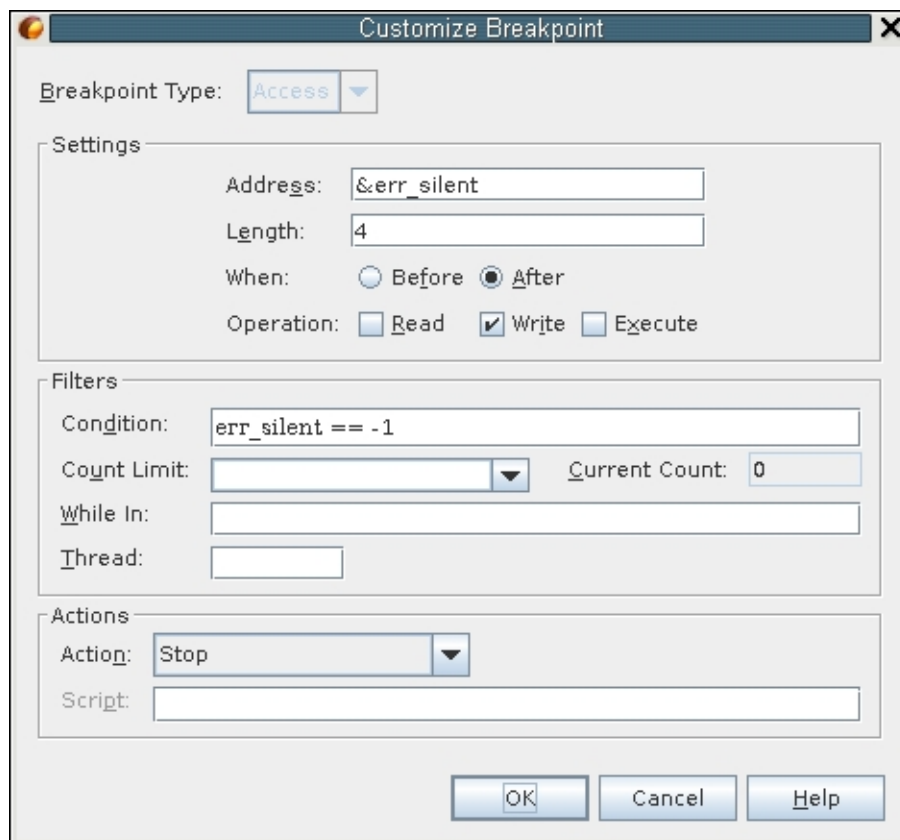 Customize Breakpoint
Breakpoint Type: Access
Settings
Address: &err_silent
Length: 4
When: Before After
Operation: Read Write Execute
Filters
Condition: err_silent == -1
Count Limit: Current Count: 0
While In:
Thread:
Actions
Action: Stop
Script:
OK Cancel Help